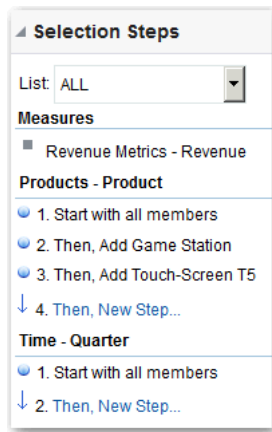 Selection Steps
List: ALL
Measures
Revenue Metrics - Revenue
Products - Product
1. Start with all members
2. Then, Add Game Station
3. Then, Add Touch-Screen T5
4. Then, New Step...
Time - Quarter
1. Start with all members
2. Then, New Step...